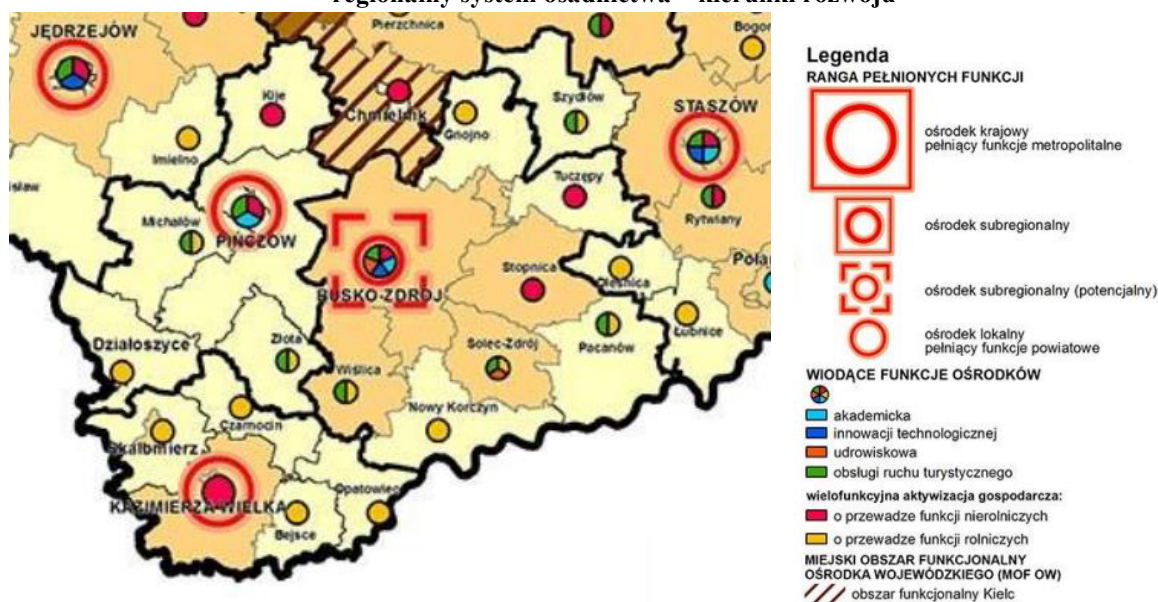 regionalny system osadnictwa – kierunki rozwoju
JĘDRZEJÓW
Pierzchnica
Kije
Chmielnik
Gnojno
Szydłów
STASZÓW
Imielno
Tuczępy
Rytwiany
Michałów
PIŃCZÓW
Stopnica
Oleśnica
BUSKO-ZDRÓJ
Łubnice
Działoszyce
Złota
Solec-Zdrój
Pacanów
Wiślica
Nowy Korczyn
Czarnocin
Skalbmierz
KAZIMIERZA WIELKA
Opatowiec
Bejsce
Legenda
RANGA PEŁNIONYCH FUNKCJI
ośrodek krajowy
pełniący funkcje metropolitalne
ośrodek subregionalny
ośrodek subregionalny (potencjalny)
ośrodek lokalny
pełniący funkcje powiatowe
WIODĄCE FUNKCJE OŚRODKÓW
akademicka
innowacji technologicznej
udrowiskowa
obsługi ruchu turystycznego
wielofunkcyjna aktywizacja gospodarcza:
o przewadze funkcji nierolniczych
o przewadze funkcji rolniczych
MIEJSKI OBSZAR FUNKCJONALNY
OŚRODKA WOJEWÓDZKIEGO (MOF OW)
obszar funkcjonalny Kielc